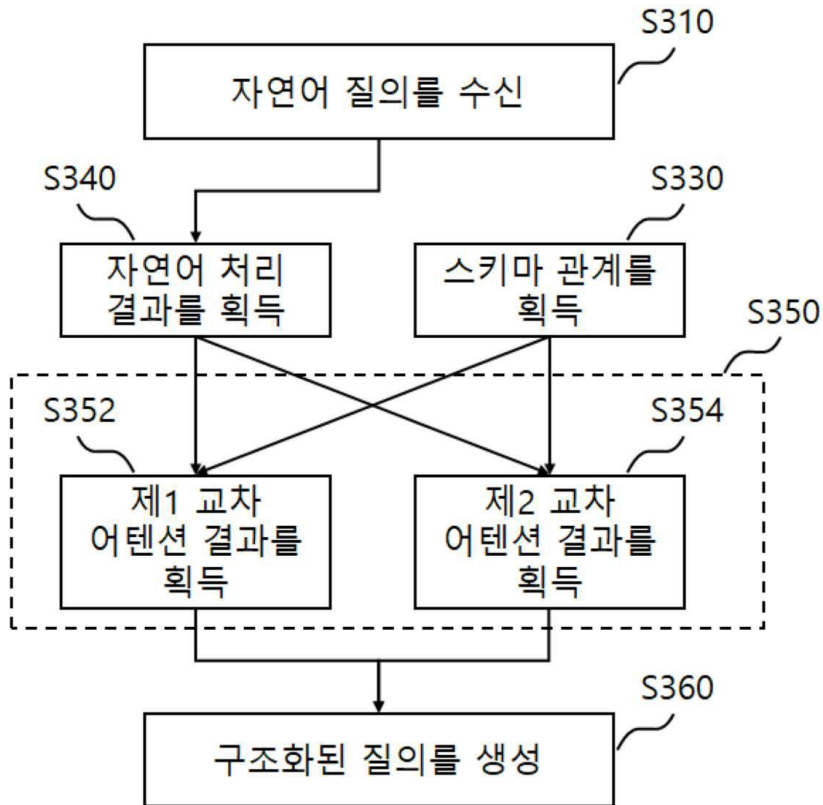 S310
자연어 질의를 수신
S340
S330
자연어 처리
결과를 획득
스키마 관계를
획득
S350
S352
S354
제1 교차
어텐션 결과를
획득
제2 교차
어텐션 결과를
획득
S360
구조화된 질의를 생성